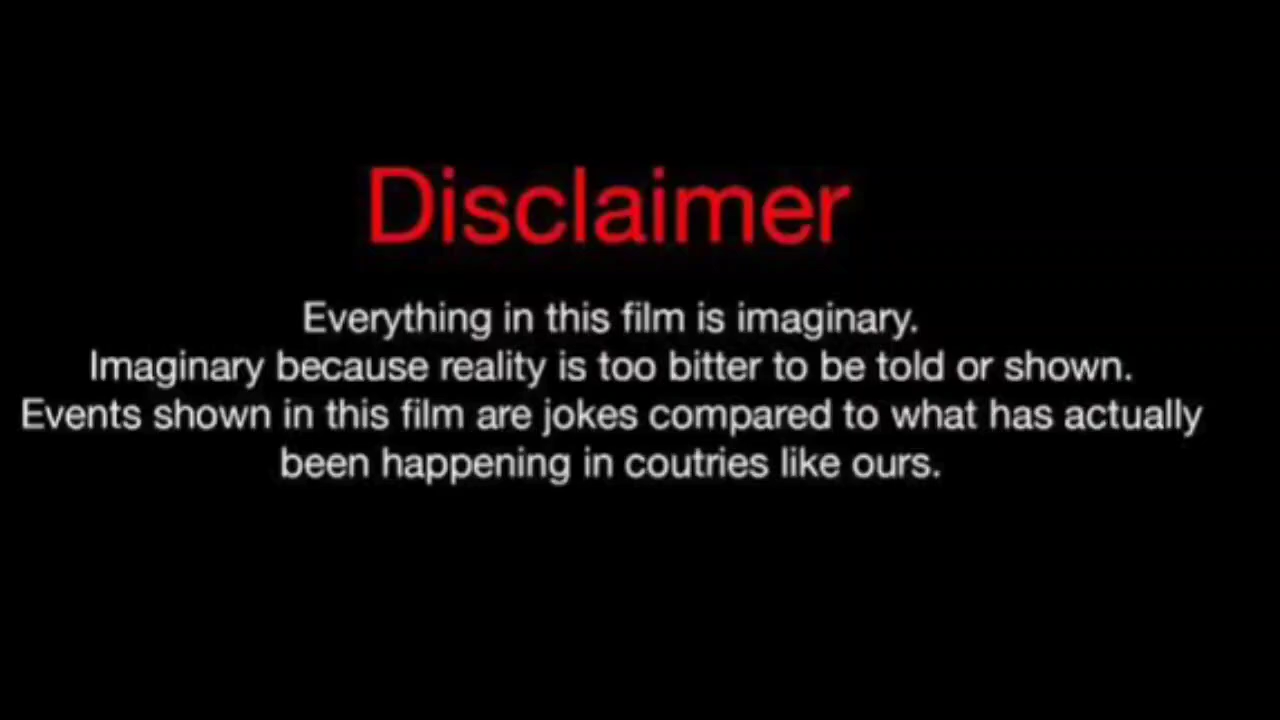 Disclaimer
Everything in this film is imaginary.
Imaginary because reality is too bitter to be told or shown.
Events shown in this film are jokes compared to what has actually
been happening in coutries like ours.